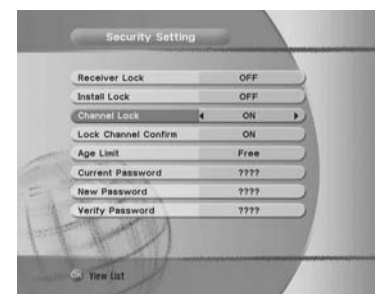 Security Setting
Receiver Lock OFF
Install Lock OFF
Channel Lock ON
Lock Channel Confirm ON
Age Limit Free
Current Password ????
New Password ????
Verify Password ????
OK View List